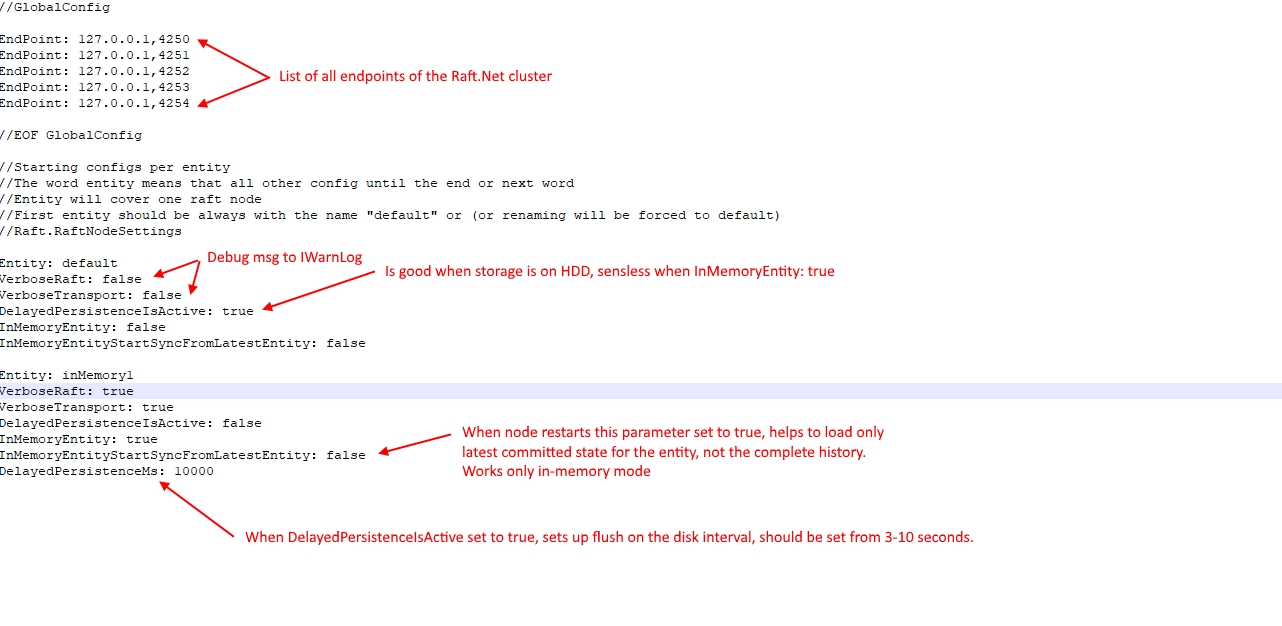 //GlobalConfig
EndPoint: 127.0.0.1,4250
EndPoint: 127.0.0.1,4251
EndPoint: 127.0.0.1,4252
EndPoint: 127.0.0.1,4253
EndPoint: 127.0.0.1,4254
List of all endpoints of the Raft.Net cluster
//EOF GlobalConfig
//Starting configs per entity
//The word entity means that all other config until the end or next word
//Entity will cover one raft node
//First entity should be always with the name "default" or (or renaming will be forced to default)
//Raft.RaftNodeSettings
Entity: default
VerboseRaft: false
VerboseTransport: false
DelayedPersistenceIsActive: true
InMemoryEntity: false
InMemoryEntityStartSyncFromLatestEntity: false
Debug msg to IWarnLog
Is good when storage is on HDD, sensless when InMemoryEntity: true
Entity: inMemory1
VerboseRaft: true
VerboseTransport: true
DelayedPersistenceIsActive: false
InMemoryEntity: true
InMemoryEntityStartSyncFromLatestEntity: false
DelayedPersistenceMs: 10000
When node restarts this parameter set to true, helps to load only
latest committed state for the entity, not the complete history.
Works only in-memory mode
When DelayedPersistenceIsActive set to true, sets up flush on the disk interval, should be set from 3-10 seconds.